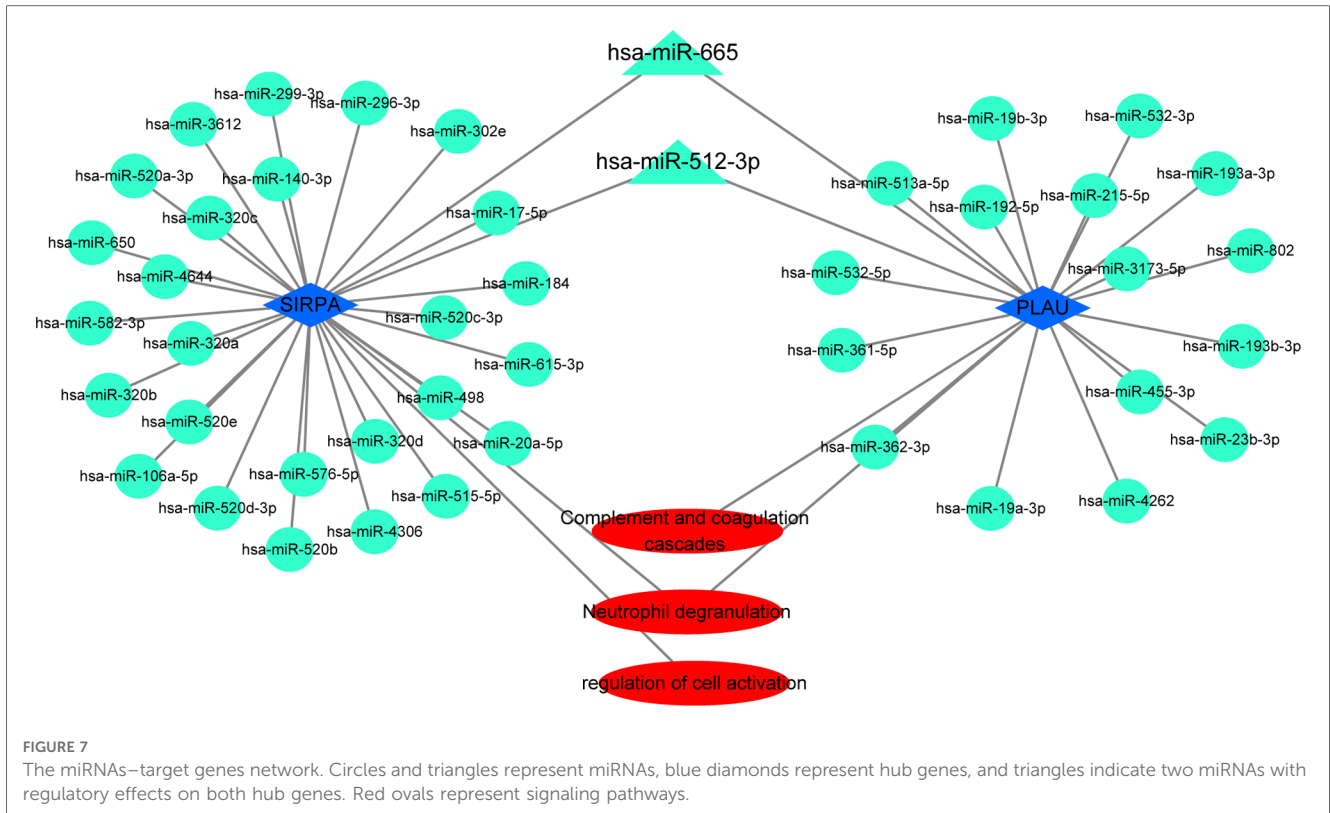 hsa-miR-665
hsa-miR-299-3p
hsa-miR-296-3p
hsa-miR-3612
hsa-miR-302e
hsa-miR-19b-3p
hsa-miR-532-3p
hsa-miR-512-3p
hsa-miR-520a-3p
hsa-miR-140-3p
hsa-miR-513a-5p
hsa-miR-193a-3p
hsa-miR-215-5p
hsa-miR-320c
hsa-miR-17-5p
hsa-miR-192-5p
hsa-miR-650
hsa-miR-4644
hsa-miR-802
hsa-miR-532-5p
hsa-miR-3173-5p
hsa-miR-184
SIRPA
PLAU
hsa-miR-582-3p
hsa-miR-520c-3p
hsa-miR-320a
hsa-miR-361-5p
hsa-miR-193b-3p
hsa-miR-615-3p
hsa-miR-320b
hsa-miR-498
hsa-miR-455-3p
hsa-miR-520e
hsa-miR-320d
hsa-miR-20a-5p
hsa-miR-362-3p
hsa-miR-23b-3p
hsa-miR-106a-5p
hsa-miR-576-5p
hsa-miR-515-5p
hsa-miR-520d-3p
hsa-miR-4306
hsa-miR-520b
hsa-miR-19a-3p
hsa-miR-4262
Complement and coagulation
cascades
Neutrophil degranulation
regulation of cell activation
FIGURE 7
The miRNAs–target genes network. Circles and triangles represent miRNAs, blue diamonds represent hub genes, and triangles indicate two miRNAs with
regulatory effects on both hub genes. Red ovals represent signaling pathways.